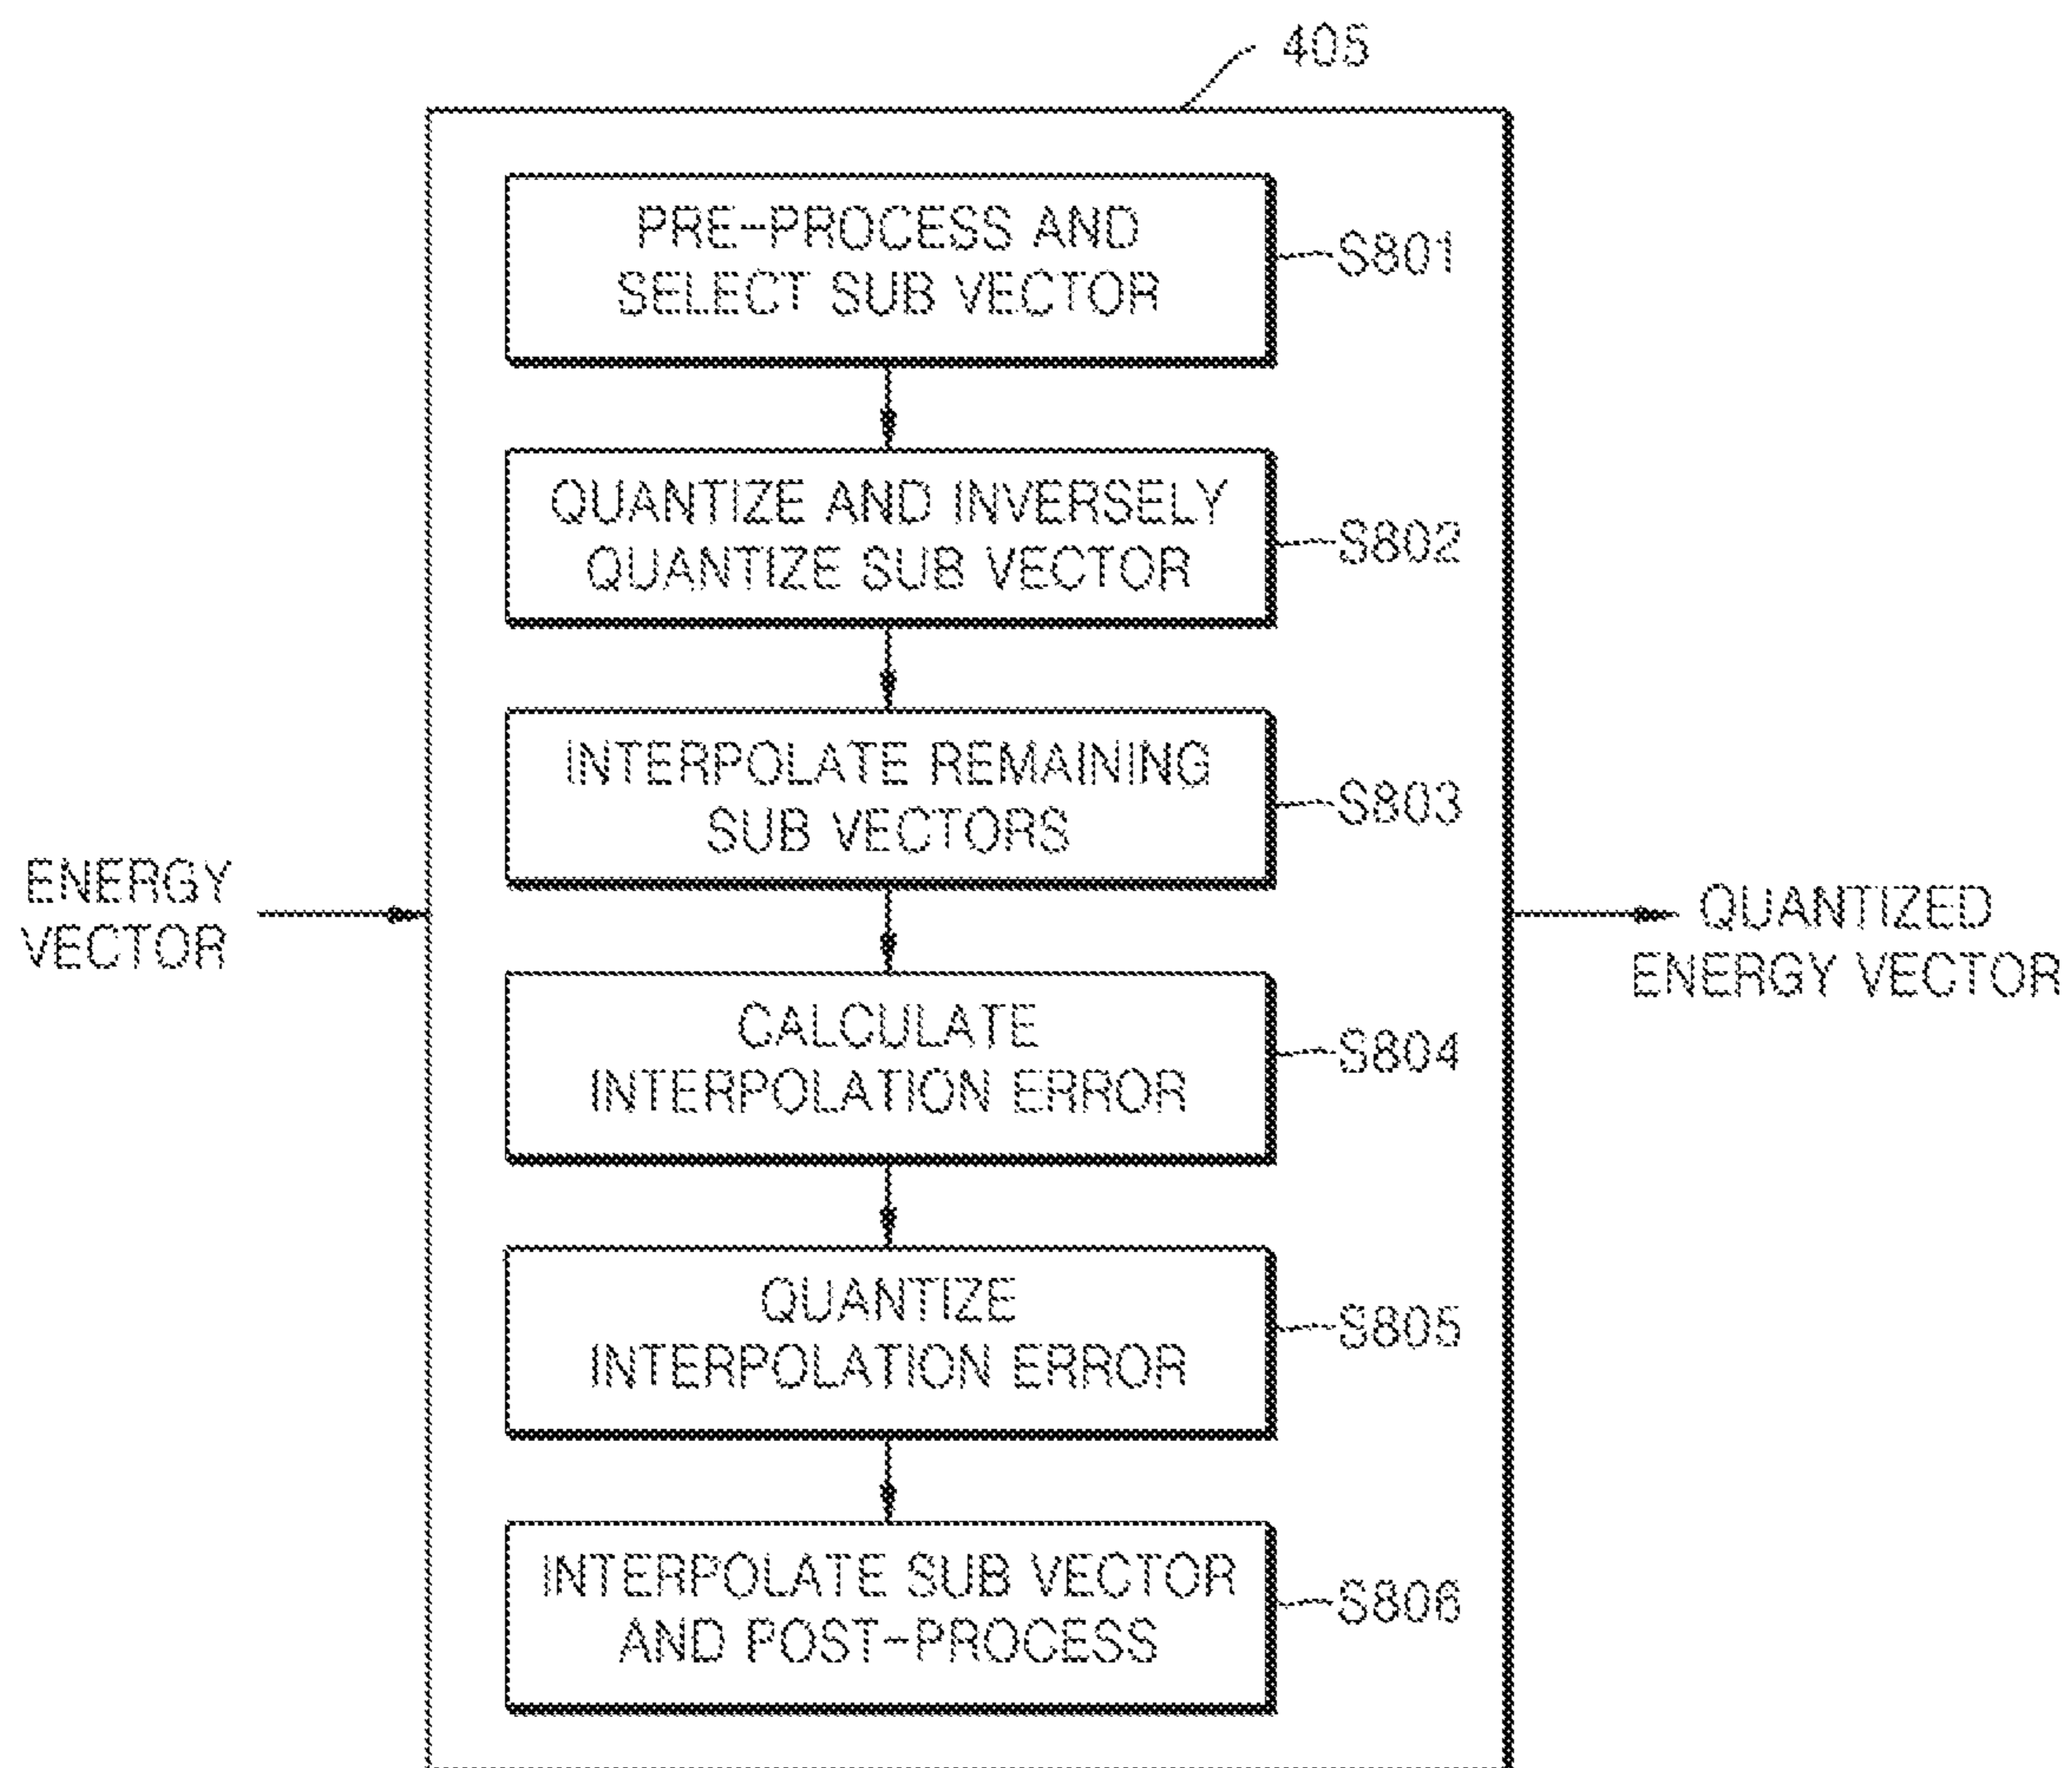 405
PRE-PROCESS AND
SELECT SUB VECTOR
S801
QUANTIZE AND INVERSELY
QUANTIZE SUB VECTOR
S802
INTERPOLATE REMAINING
SUB VECTORS
S803
ENERGY
VECTOR
QUANTIZED
ENERGY VECTOR
CALCULATE
INTERPOLATION ERROR
S804
QUANTIZE
INTERPOLATION ERROR
S805
INTERPOLATE SUB VECTOR
AND POST-PROCESS
S806